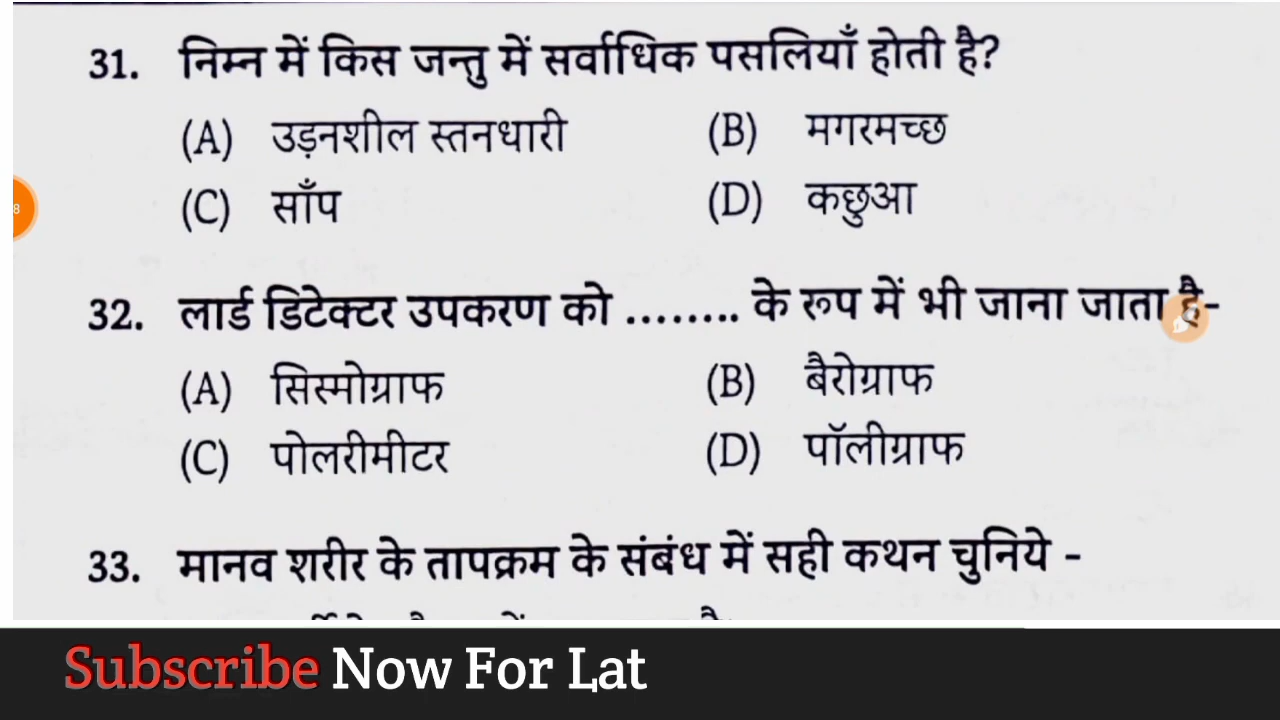 31. निम्न में किस जन्तु में सर्वाधिक पसलियाँ होती है?
(A) उड़नशील स्तनधारी (B) मगरमच्छ
(C) साँप (D) कछुआ
8
32. लार्ड डिटेक्टर उपकरण को ........ के रूप में भी जाना जाता है-
(A) सिस्मोग्राफ (B) बैरोग्राफ
(C) पोलरीमीटर (D) पॉलीग्राफ
33. मानव शरीर के तापक्रम के संबंध में सही कथन चुनिये -
Subscribe Now For Lat